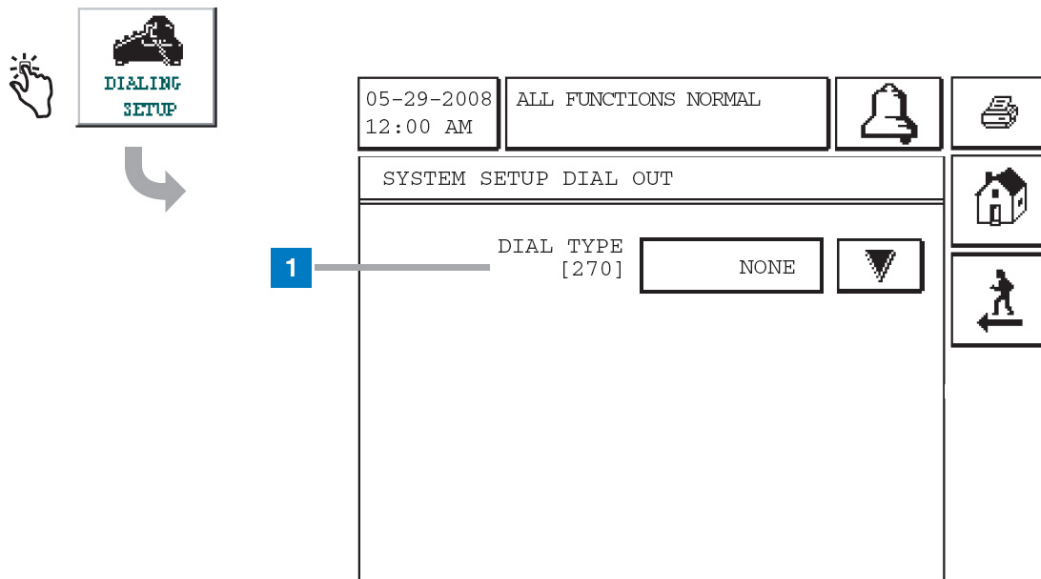 DIALING
SETUP
05-29-2008
12:00 AM
ALL FUNCTIONS NORMAL
SYSTEM SETUP DIAL OUT
1
DIAL TYPE
[270]
NONE